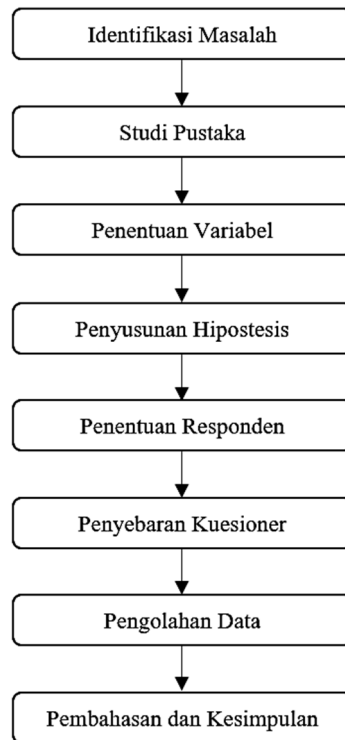 Identifikasi Masalah
Studi Pustaka
Penentuan Variabel
Penyusunan Hipostesis
Penentuan Responden
Penyebaran Kuesioner
Pengolahan Data
Pembahasan dan Kesimpulan